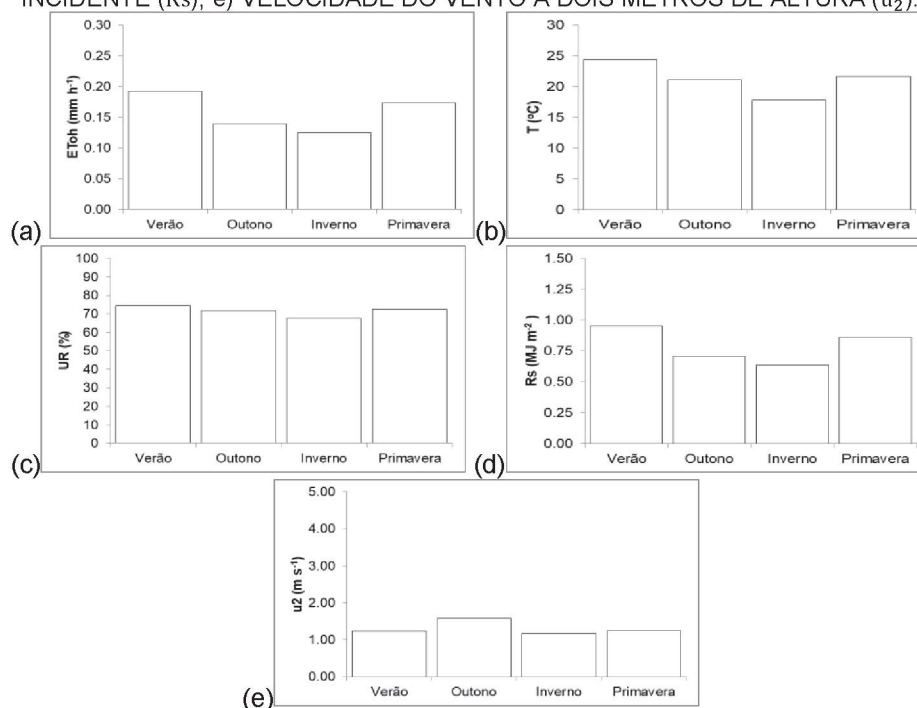 INCIDENTE (Rs); e) VELOCIDADE DO VENTO A DOIS METROS DE ALTURA (u₂).
0.30
0.25
0.20
0.15
0.10
0.05
0.00
EToh (mm h⁻¹)
Verão Outono Inverno Primavera
(a)
30
25
20
15
10
5
0
T (ºC)
Verão Outono Inverno Primavera
(b)
100
90
80
70
60
50
40
30
20
10
0
UR (%)
Verão Outono Inverno Primavera
(c)
1.50
1.25
1.00
0.75
0.50
0.25
0.00
Rs (MJ m⁻²)
Verão Outono Inverno Primavera
(d)
5.00
4.00
3.00
2.00
1.00
0.00
u2 (m s⁻¹)
Verão Outono Inverno Primavera
(e)